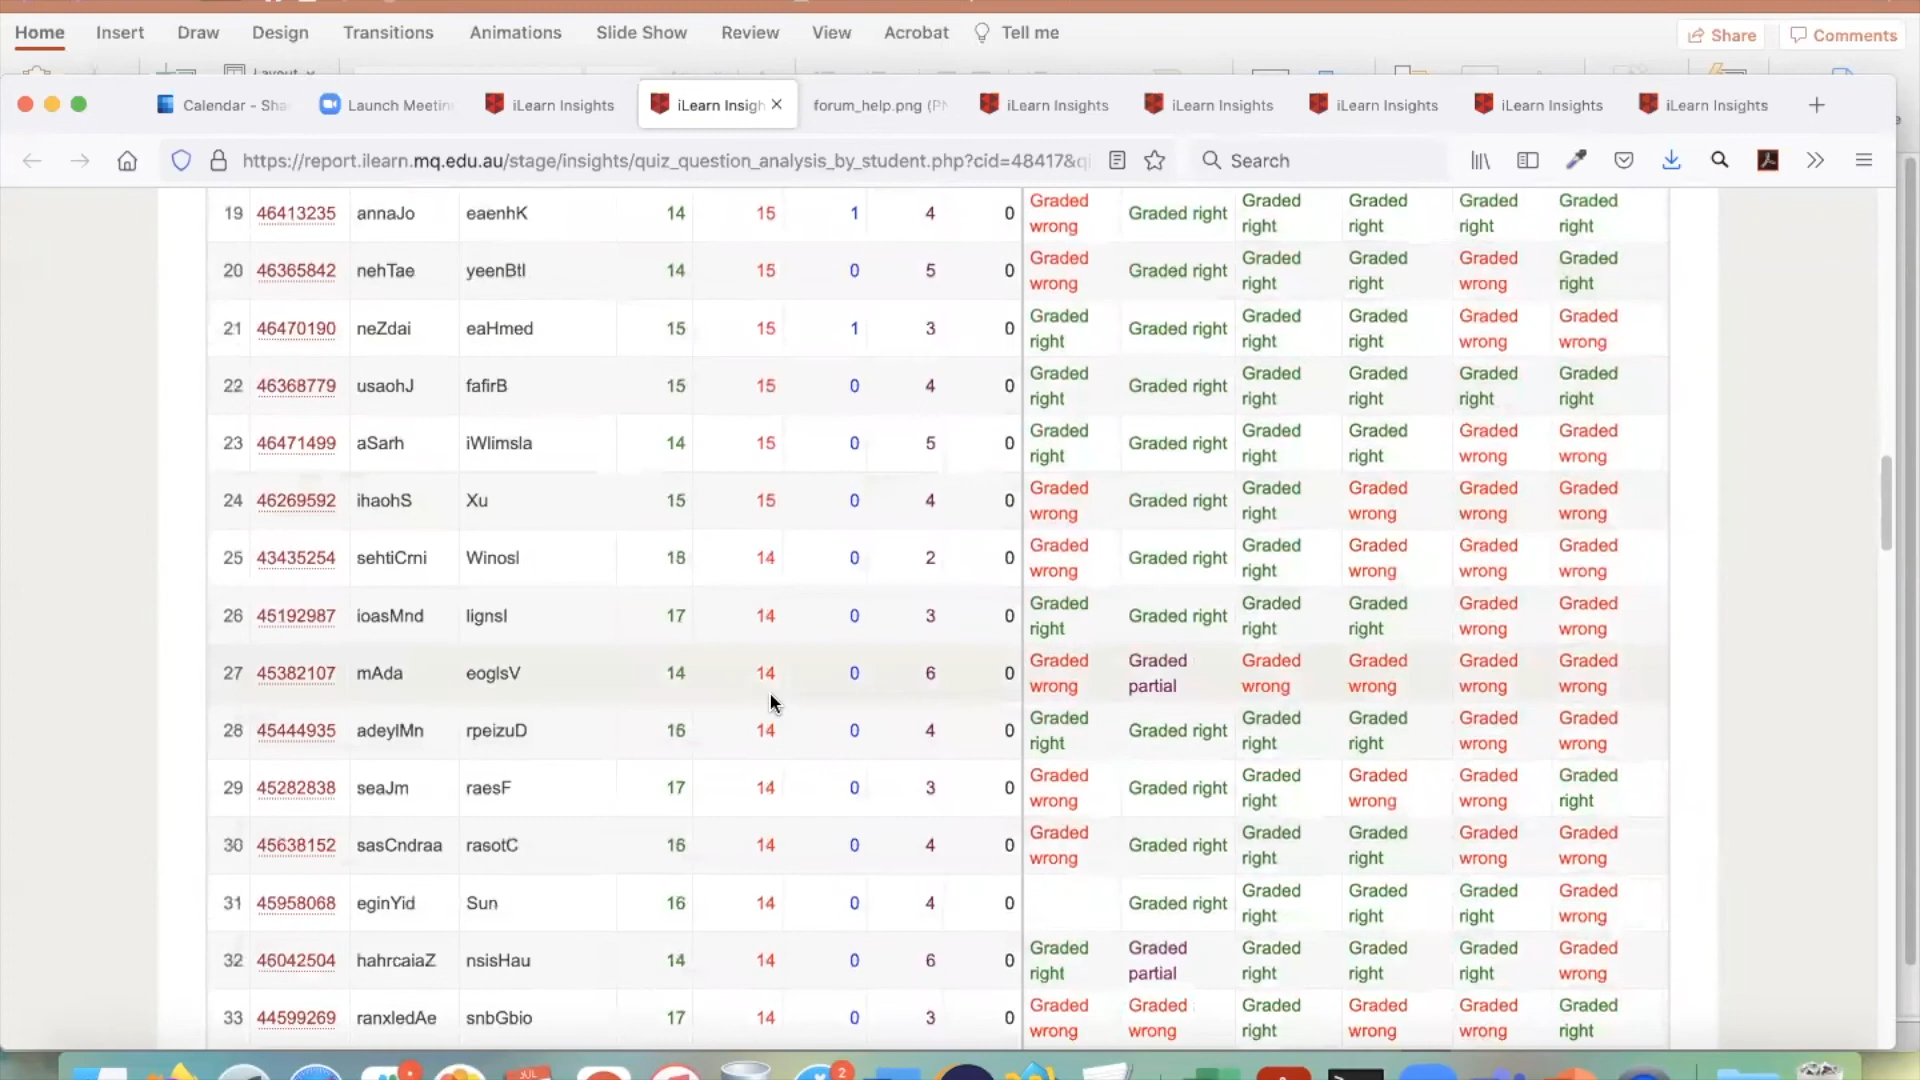 Home Insert Draw Design Transitions Animations Slide Show Review View Acrobat Tell me Share Comments
Calendar - Sha Launch Meetin iLearn Insights iLearn Insigh forum_help.png (P iLearn Insights iLearn Insights iLearn Insights iLearn Insights iLearn Insights
https://report.ilearn.mq.edu.au/stage/insights/quiz_question_analysis_by_student.php?cid=48417&q Search
19 46413235 annaJo eaenhK 14 15 1 4 0 Graded wrong Graded right Graded right Graded right Graded right Graded right
20 46365842 nehTae yeenBtl 14 15 0 5 0 Graded wrong Graded right Graded right Graded right Graded wrong Graded right
21 46470190 neZdai eaHmed 15 15 1 3 0 Graded right Graded right Graded right Graded right Graded wrong Graded wrong
22 46368779 usaohJ fafirB 15 15 0 4 0 Graded right Graded right Graded right Graded right Graded right Graded right
23 46471499 aSarh iWlimsla 14 15 0 5 0 Graded right Graded right Graded right Graded right Graded wrong Graded wrong
24 46269592 ihaohS Xu 15 15 0 4 0 Graded wrong Graded right Graded right Graded wrong Graded wrong Graded wrong
25 43435254 sehtiCrni Winosl 18 14 0 2 0 Graded wrong Graded right Graded right Graded wrong Graded wrong Graded wrong
26 45192987 ioasMnd lignsI 17 14 0 3 0 Graded right Graded right Graded right Graded right Graded wrong Graded wrong
27 45382107 mAda eoglsV 14 14 0 6 0 Graded wrong Graded partial Graded wrong Graded wrong Graded wrong Graded wrong
28 45444935 adeylMn rpeizuD 16 14 0 4 0 Graded right Graded right Graded right Graded right Graded wrong Graded wrong
29 45282838 seaJm raesF 17 14 0 3 0 Graded wrong Graded right Graded right Graded wrong Graded wrong Graded right
30 45638152 sasCndraa rasotC 16 14 0 4 0 Graded wrong Graded right Graded right Graded right Graded wrong Graded wrong
31 45958068 eginYid Sun 16 14 0 4 0 Graded right Graded right Graded right Graded right Graded wrong
32 46042504 hahrcaiaZ nsisHau 14 14 0 6 0 Graded right Graded partial Graded right Graded right Graded right Graded wrong
33 44599269 ranxledAe snbGbio 17 14 0 3 0 Graded wrong Graded wrong Graded right Graded wrong Graded wrong Graded right
JUL 2